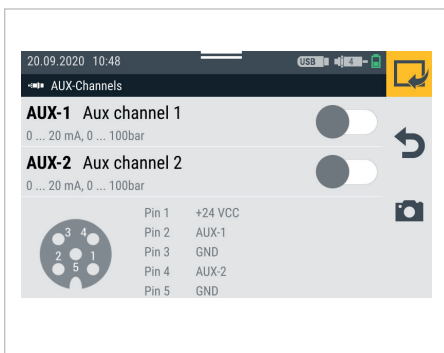 20.09.2020 10:48 USB 4
AUX-Channels
AUX-1 Aux channel 1
0 ... 20 mA, 0 ... 100bar
AUX-2 Aux channel 2
0 ... 20 mA, 0 ... 100bar
3 4
2 1
5
Pin 1 +24 VCC
Pin 2 AUX-1
Pin 3 GND
Pin 4 AUX-2
Pin 5 GND